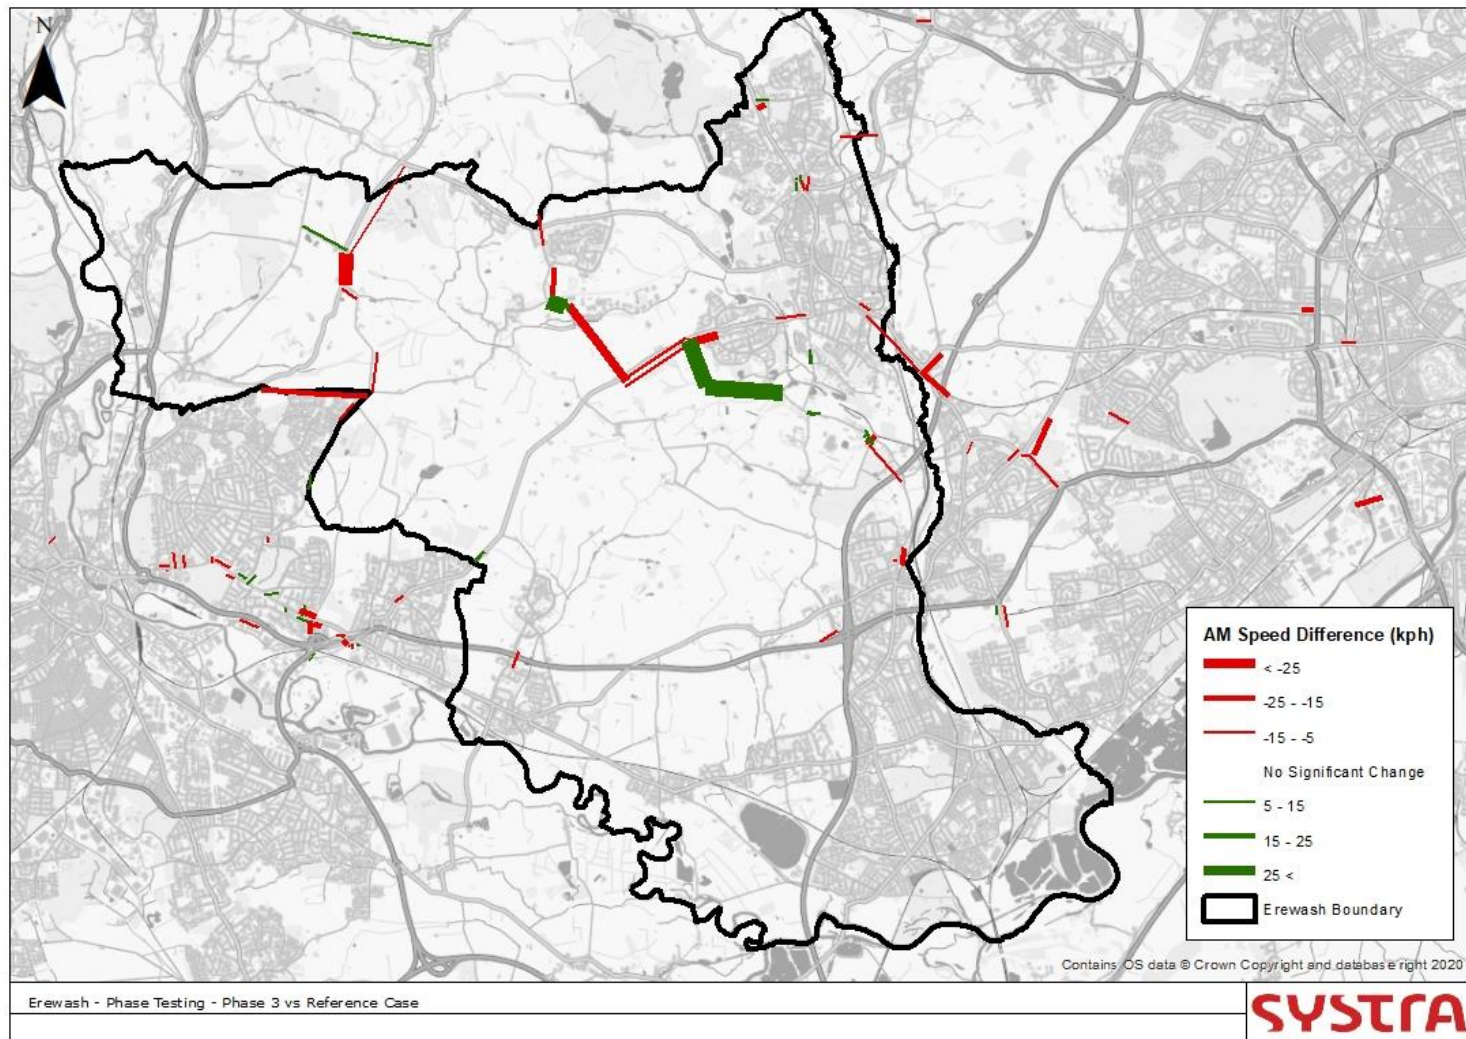 N
AM Speed Difference (kph)
< -25
-25 - -15
-15 - -5
No Significant Change
5 - 15
15 - 25
25 <
Erewash Boundary
Contains OS data © Crown Copyright and database right 2020
Erewash - Phase Testing - Phase 3 vs Reference Case
SYSTRA